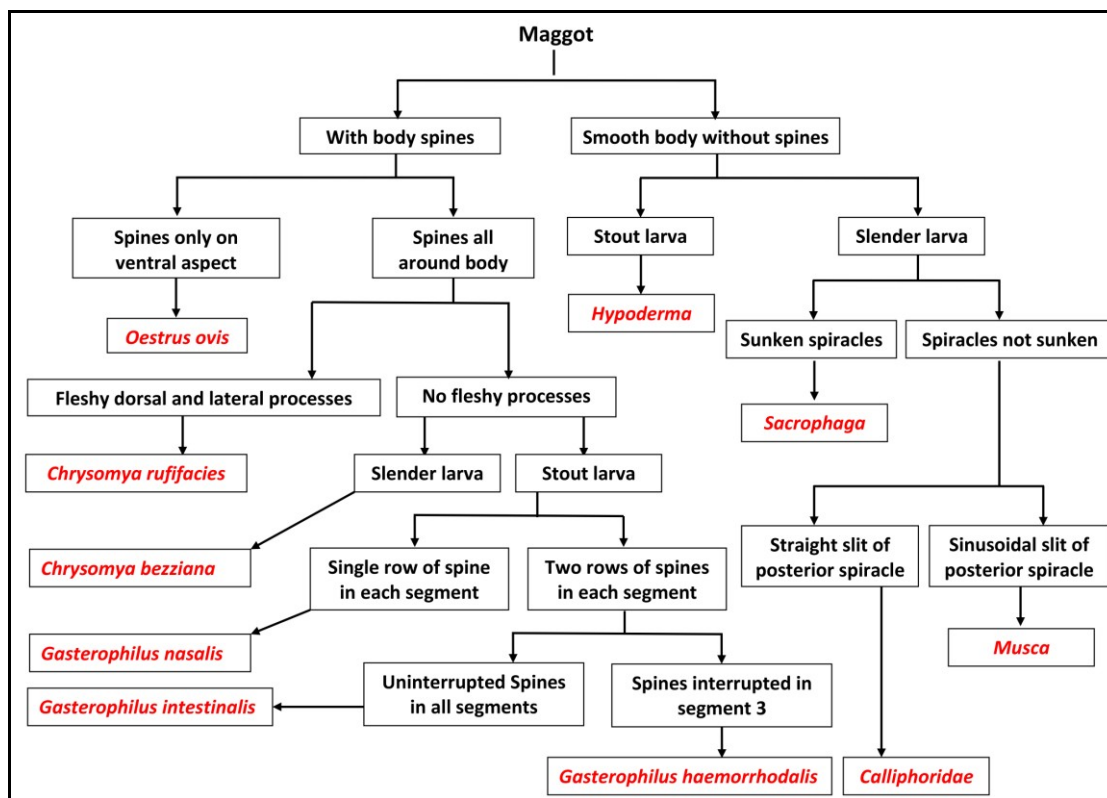 Maggot
With body spines
Smooth body without spines
Spines only on
ventral aspect
Spines all
around body
Stout larva
Slender larva
Oestrus ovis
Hypoderma
Sunken spiracles
Spiracles not sunken
Fleshy dorsal and lateral processes
No fleshy processes
Sacrophaga
Chrysomya rufifacies
Slender larva
Stout larva
Chrysomya bezziana
Single row of spine
in each segment
Two rows of spines
in each segment
Straight slit of
posterior spiracle
Sinusoidal slit of
posterior spiracle
Gasterophilus nasalis
Musca
Gasterophilus intestinalis
Uninterrupted Spines
in all segments
Spines interrupted in
segment 3
Gasterophilus haemorrhodalis
Calliphoridae